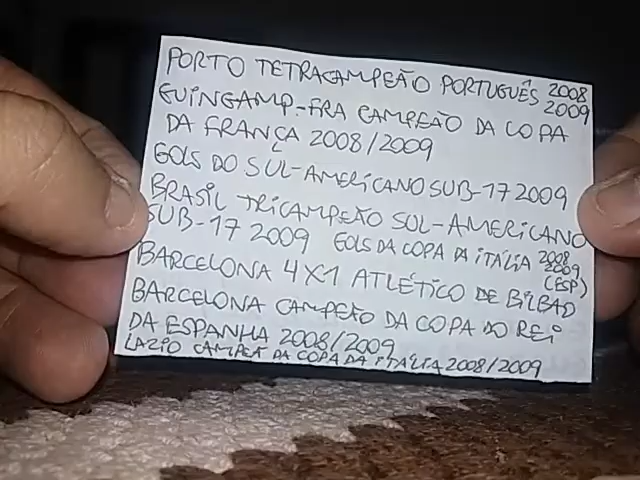 PORTO TETRACAMPEÃO PORTUGUÊS 2008 2009
GUINGAMP-FRA CAMPEÃO DA COPA
DA FRANÇA 2008/2009
GOLS DO SUL-AMERICANO SUB-17 2009
BRASIL TRICAMPEÃO SUL-AMERICANO
SUB-17 2009 GOLS DA COPA DA ITÁLIA 2008 2009
BARCELONA 4X1 ATLÉTICO DE BILBAO (ESP)
BARCELONA CAMPEÃO DA COPA DO REI
DA ESPANHA 2008/2009
LAZIO CAMPEÃ DA COPA DA ITÁLIA 2008/2009